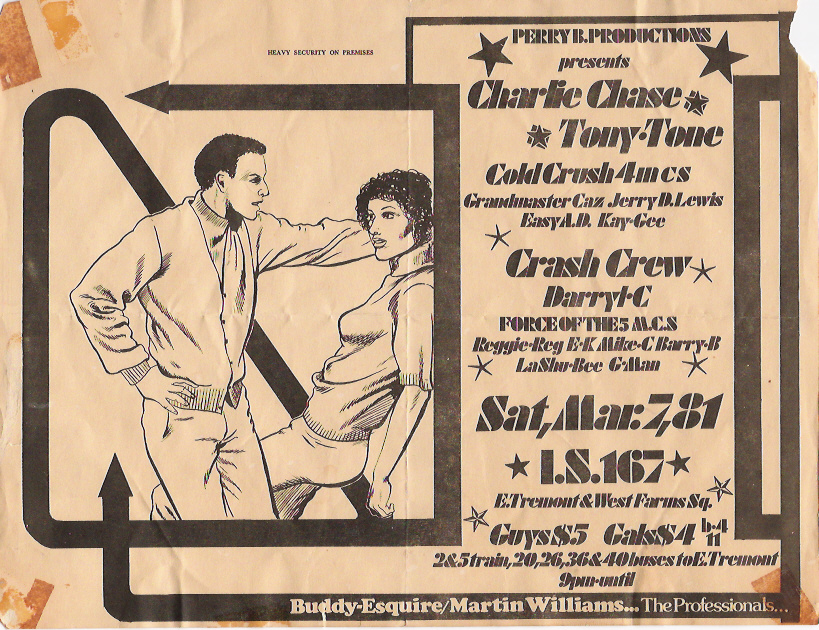 HEAVY SECURITY ON PREMISES
PERRY B. PRODUCTIONS
presents
Charlie Chase
Tony-Tone
Cold Crush 4 m c s
Grandmaster Caz Jerry D. Lewis
Easy A.D. Kay-Gee
Crash Crew
Darryl-C
FORCE OF THE 5 M.C.S
Reggie-Reg E-K Mike-C Barry-B
LaShu-Bee G-Man
Sat, Mar. 7, 81
I.S. 167
E. Tremont & West Farms Sq.
Guys $5 Gals $4 b-4 11
2 & 5 train, 20, 26, 36 & 40 buses to E. Tremont
9pm-until
Buddy-Esquire/Martin Williams... The Professionals...